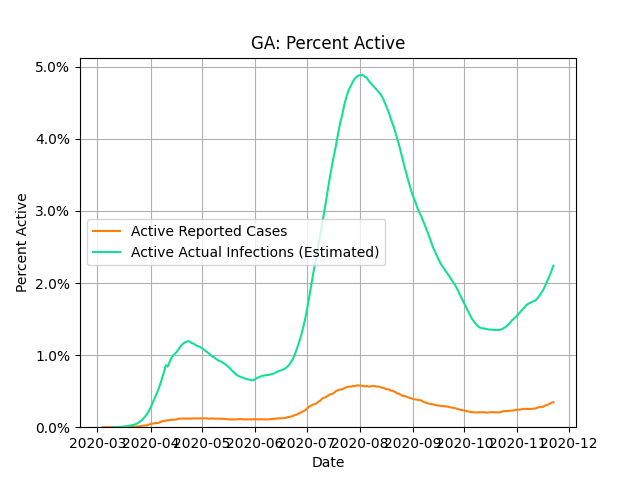 GA: Percent Active
5.0%
4.0%
3.0%
2.0%
1.0%
0.0%
Percent Active
Active Reported Cases
Active Actual Infections (Estimated)
2020-03 2020-04 2020-05 2020-06 2020-07 2020-08 2020-09 2020-10 2020-11 2020-12
Date